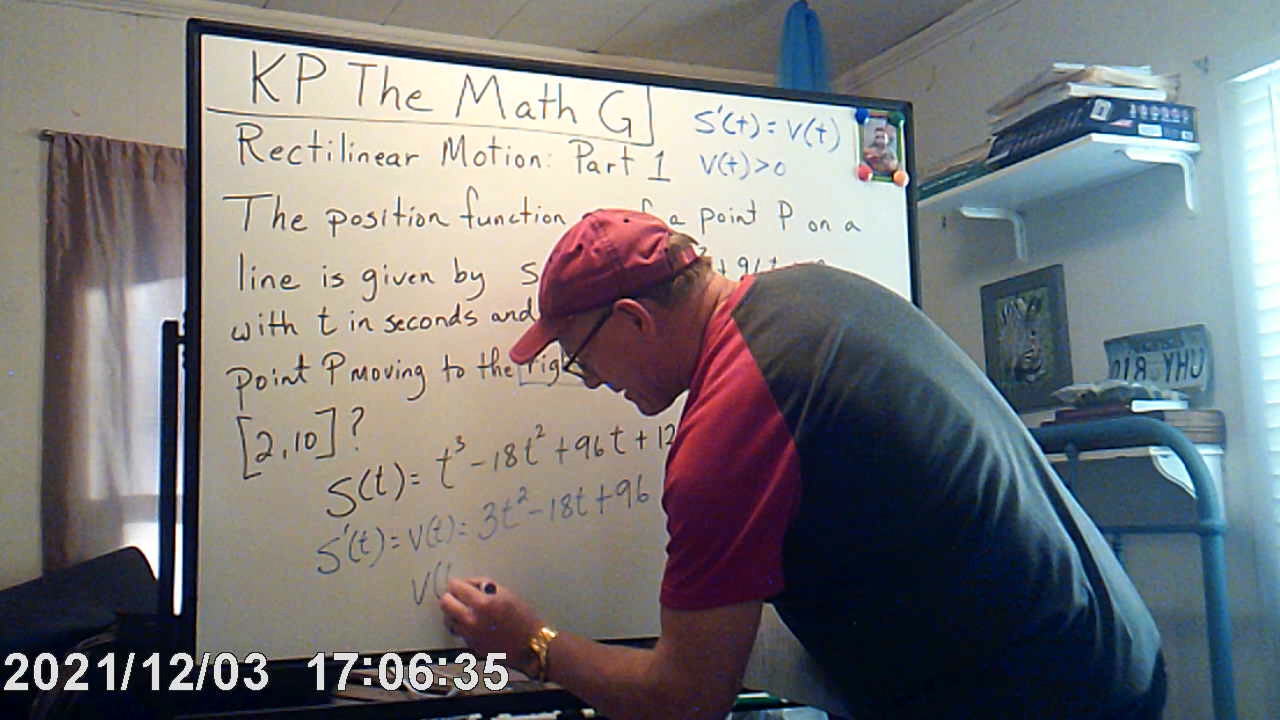 KP The Math G
Rectilinear Motion: Part 1
S'(t) = v(t)
v(t) > 0
The position function a point P on a
line is given by S + 96t
with t in seconds and
point P moving to the rig
[2,10]?
S(t) = t³ - 18t² + 96t + 12
S'(t) = v(t) = 3t² - 18t + 96
v(
2021/12/03 17:06:35